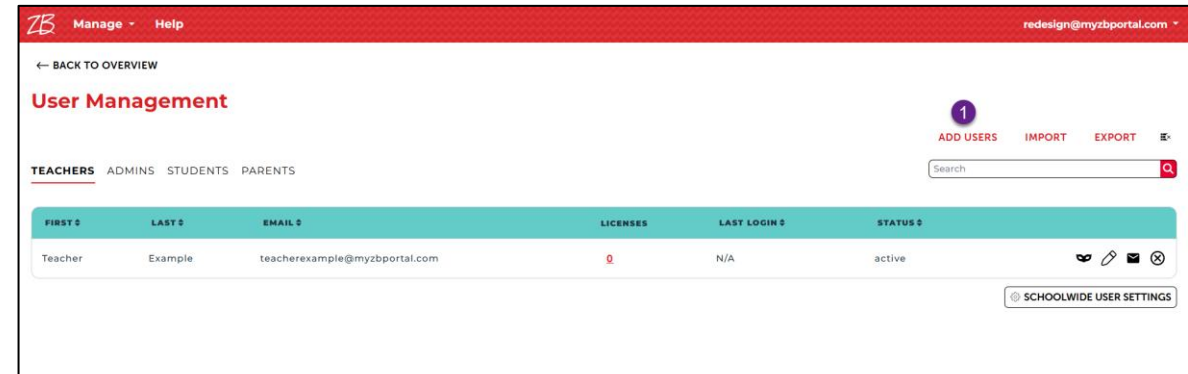 ZB Manage Help redesign@myzbportal.com
← BACK TO OVERVIEW
User Management
1
ADD USERS IMPORT EXPORT
TEACHERS ADMINS STUDENTS PARENTS Search
FIRST LAST EMAIL LICENSES LAST LOGIN STATUS
Teacher Example teacherexample@myzbportal.com 0 N/A active
SCHOOLWIDE USER SETTINGS